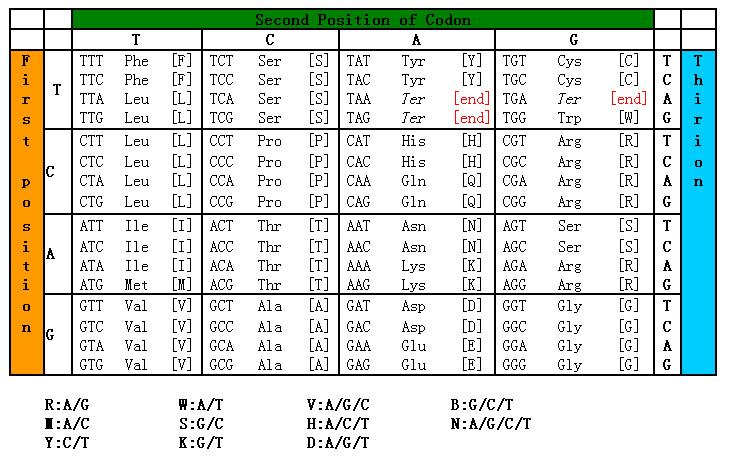 Second Position of Codon
T C A G
First position
Thirion
T
TTT Phe [F] TCT Ser [S] TAT Tyr [Y] TGT Cys [C] T
TTC Phe [F] TCC Ser [S] TAC Tyr [Y] TGC Cys [C] C
TTA Leu [L] TCA Ser [S] TAA Ter [end] TGA Ter [end] A
TTG Leu [L] TCG Ser [S] TAG Ter [end] TGG Trp [W] G
C
CTT Leu [L] CCT Pro [P] CAT His [H] CGT Arg [R] T
CTC Leu [L] CCC Pro [P] CAC His [H] CGC Arg [R] C
CTA Leu [L] CCA Pro [P] CAA Gln [Q] CGA Arg [R] A
CTG Leu [L] CCG Pro [P] CAG Gln [Q] CGG Arg [R] G
A
ATT Ile [I] ACT Thr [T] AAT Asn [N] AGT Ser [S] T
ATC Ile [I] ACC Thr [T] AAC Asn [N] AGC Ser [S] C
ATA Ile [I] ACA Thr [T] AAA Lys [K] AGA Arg [R] A
ATG Met [M] ACG Thr [T] AAG Lys [K] AGG Arg [R] G
G
GTT Val [V] GCT Ala [A] GAT Asp [D] GGT Gly [G] T
GTC Val [V] GCC Ala [A] GAC Asp [D] GGC Gly [G] C
GTA Val [V] GCA Ala [A] GAA Glu [E] GGA Gly [G] A
GTG Val [V] GCG Ala [A] GAG Glu [E] GGG Gly [G] G
R:A/G W:A/T V:A/G/C B:G/C/T
M:A/C S:G/C H:A/C/T N:A/G/C/T
Y:C/T K:G/T D:A/G/T